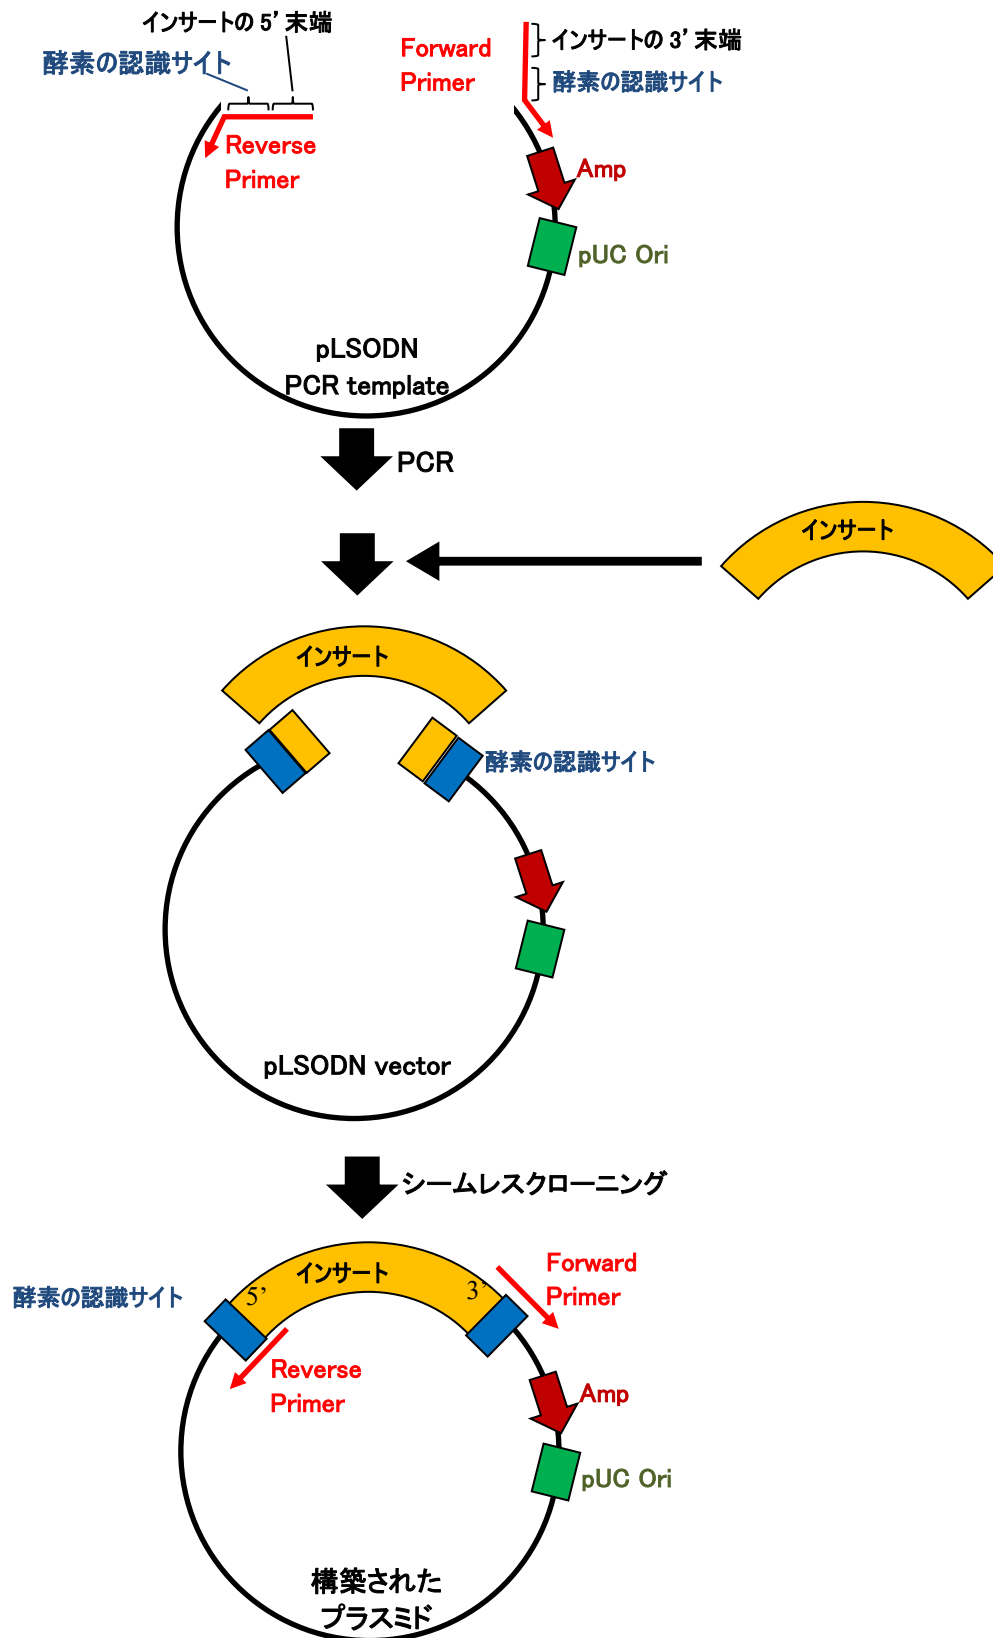 インサートの 5’ 末端
酵素の認識サイト
Forward
Primer
インサートの 3’ 末端
酵素の認識サイト
Reverse
Primer
Amp
pUC Ori
pLSODN
PCR template
PCR
インサート
インサート
酵素の認識サイト
pLSODN vector
シームレスクローニング
Forward
Primer
酵素の認識サイト
5’
インサート
3’
Reverse
Primer
Amp
pUC Ori
構築された
プラスミド